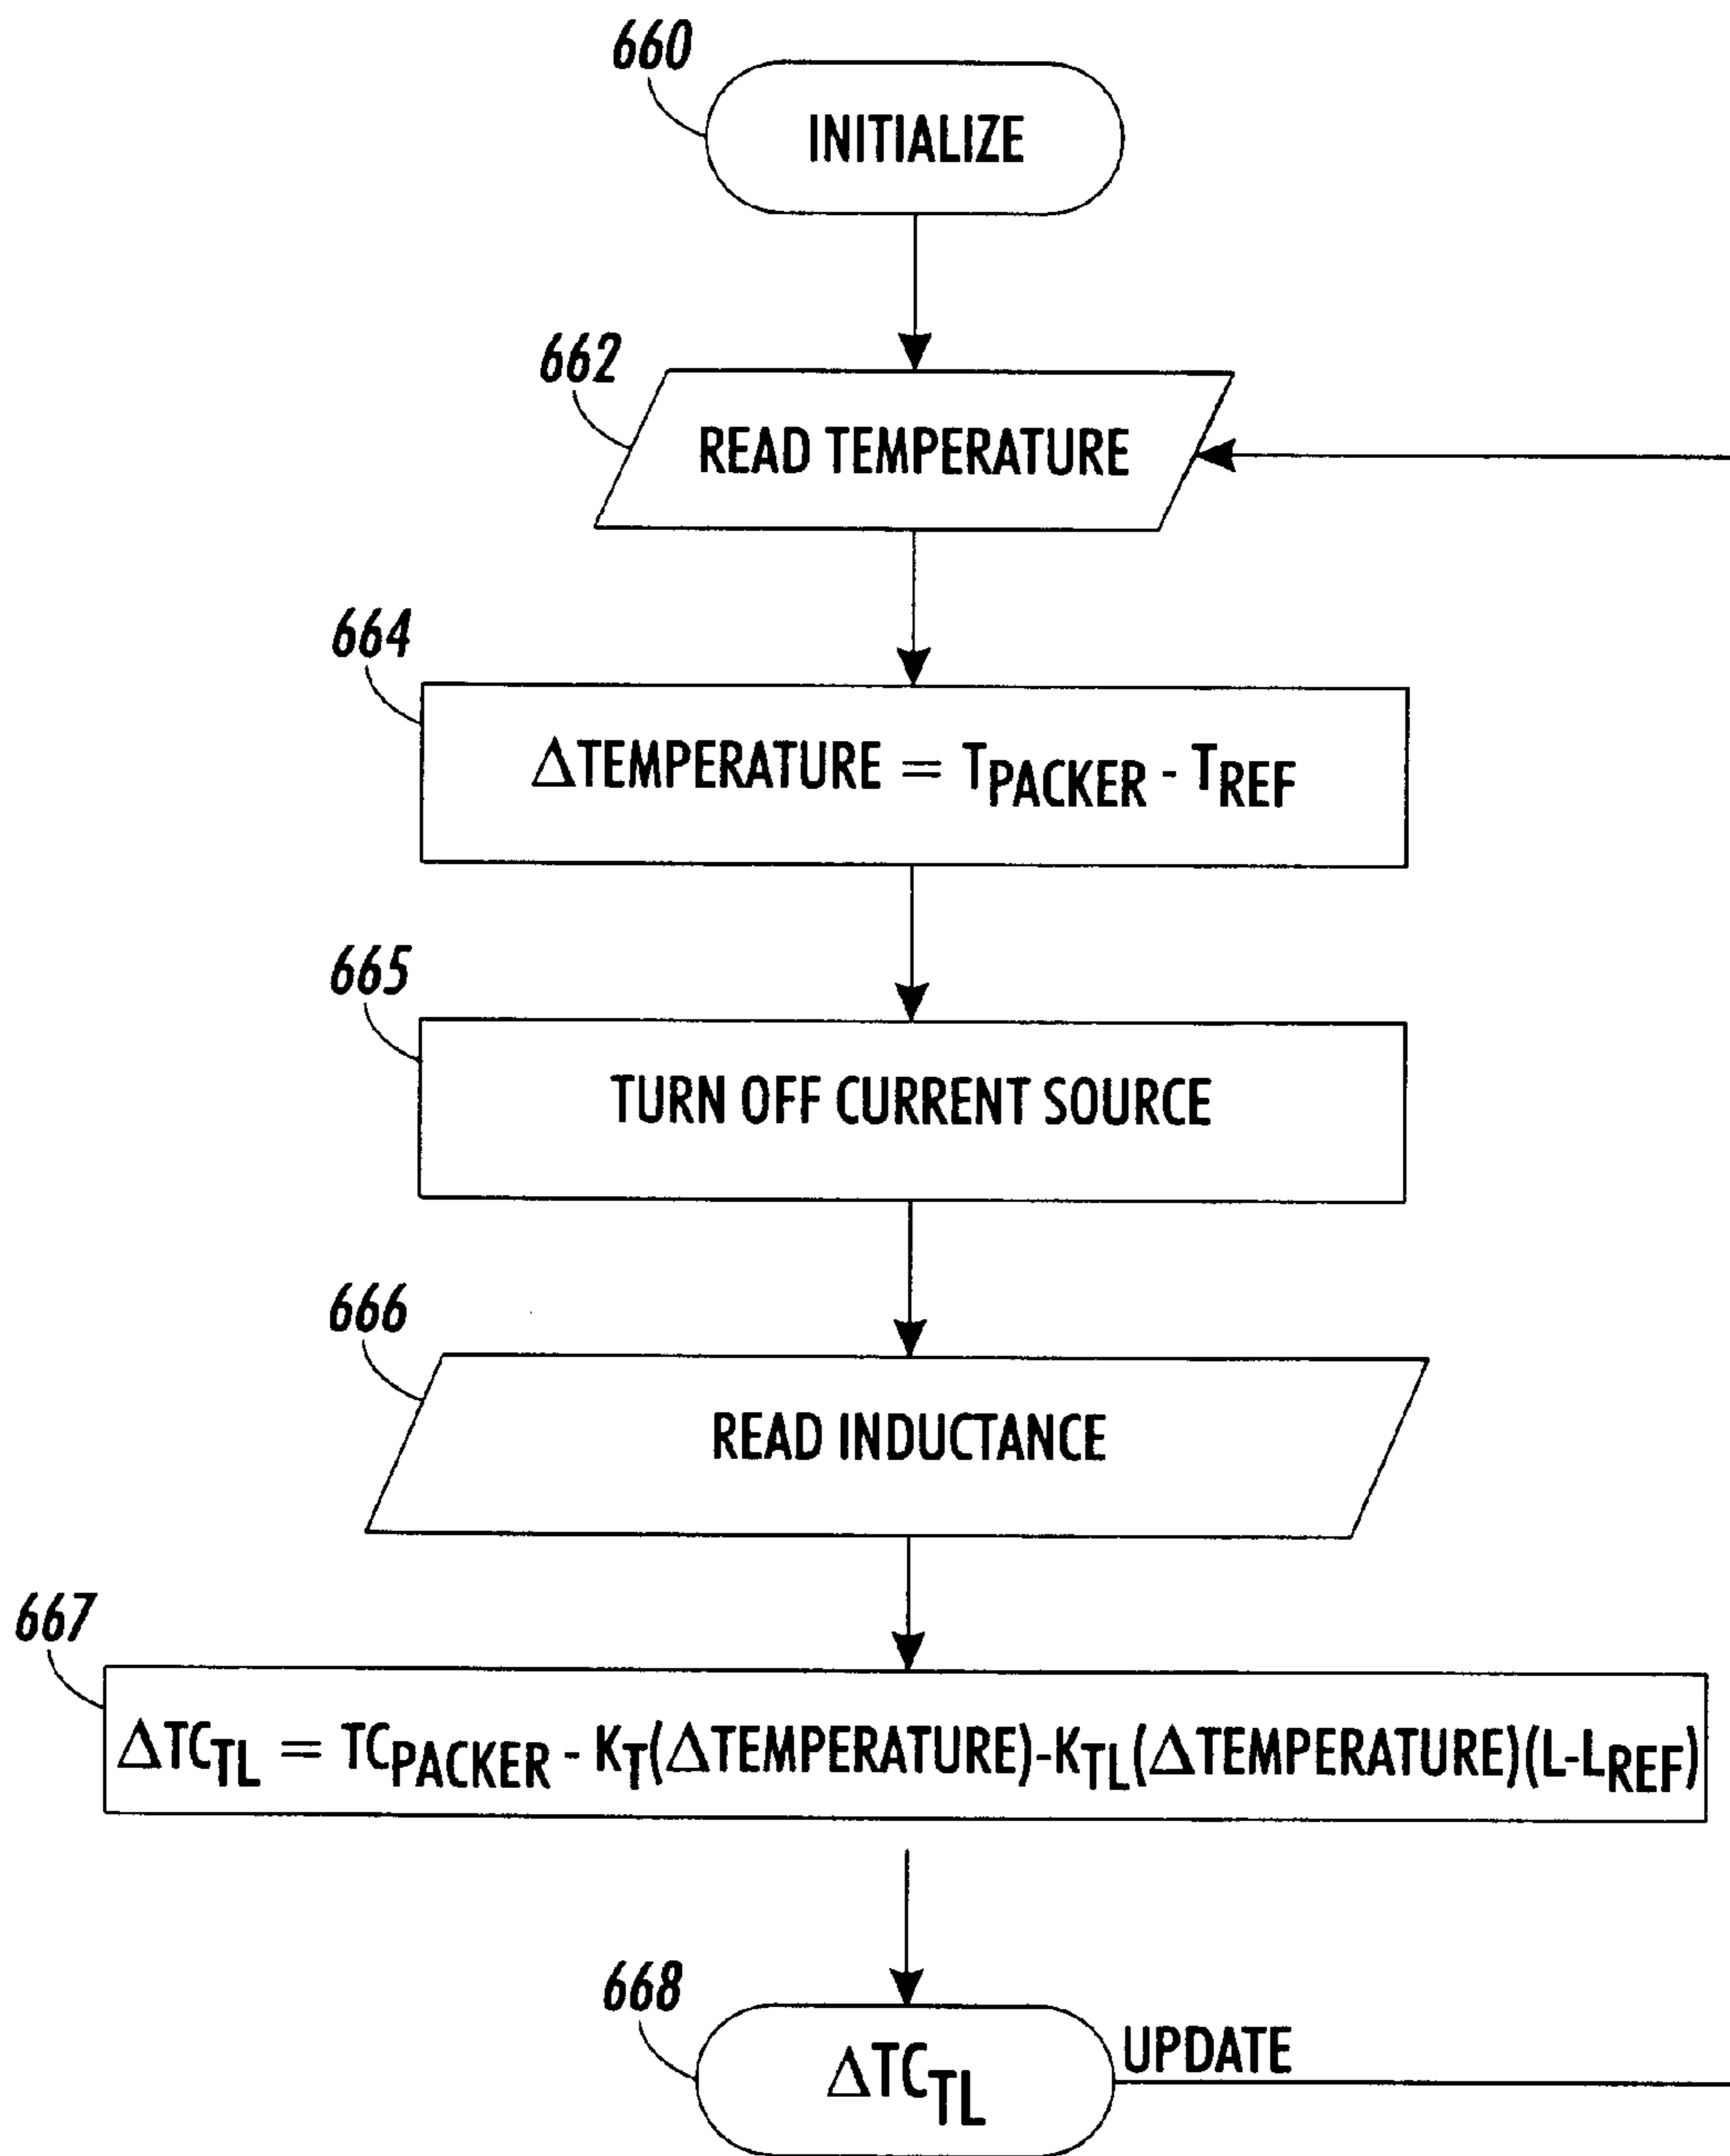 660
INITIALIZE
662
READ TEMPERATURE
664
ΔTEMPERATURE = TPACKER - TREF
665
TURN OFF CURRENT SOURCE
666
READ INDUCTANCE
667
ΔTCTL = TCPACKER - KT(ΔTEMPERATURE)-KTL(ΔTEMPERATURE)(L-LREF)
668
ΔTCTL
UPDATE